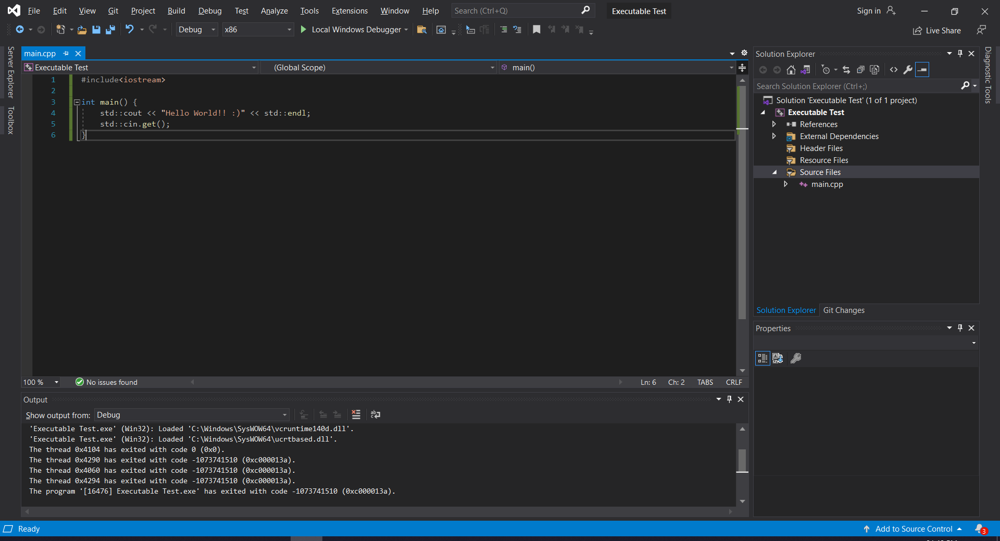 File Edit View Git Project Build Debug Test Analyze Tools Extensions Window Help Search (Ctrl+Q) Executable Test Sign in
Debug x86 Local Windows Debugger Live Share
Server Explorer
Toolbox
main.cpp
Executable Test (Global Scope) main()
1 #include<iostream>
2
3 int main() {
4 std::cout << "Hello World!! :)" << std::endl;
5 std::cin.get();
6 }
100 % No issues found Ln: 6 Ch: 2 TABS CRLF
Output
Show output from: Debug
'Executable Test.exe' (Win32): Loaded 'C:\Windows\SysWOW64\vcruntime140d.dll'.
'Executable Test.exe' (Win32): Loaded 'C:\Windows\SysWOW64\ucrtbased.dll'.
The thread 0x4104 has exited with code 0 (0x0).
The thread 0x4290 has exited with code -1073741510 (0xc000013a).
The thread 0x4060 has exited with code -1073741510 (0xc000013a).
The thread 0x4294 has exited with code -1073741510 (0xc000013a).
The program '[16476] Executable Test.exe' has exited with code -1073741510 (0xc000013a).
Solution Explorer
Search Solution Explorer (Ctrl+;)
Solution 'Executable Test' (1 of 1 project)
Executable Test
References
External Dependencies
Header Files
Resource Files
Source Files
main.cpp
Solution Explorer Git Changes
Properties
Diagnostic Tools
Ready Add to Source Control 3